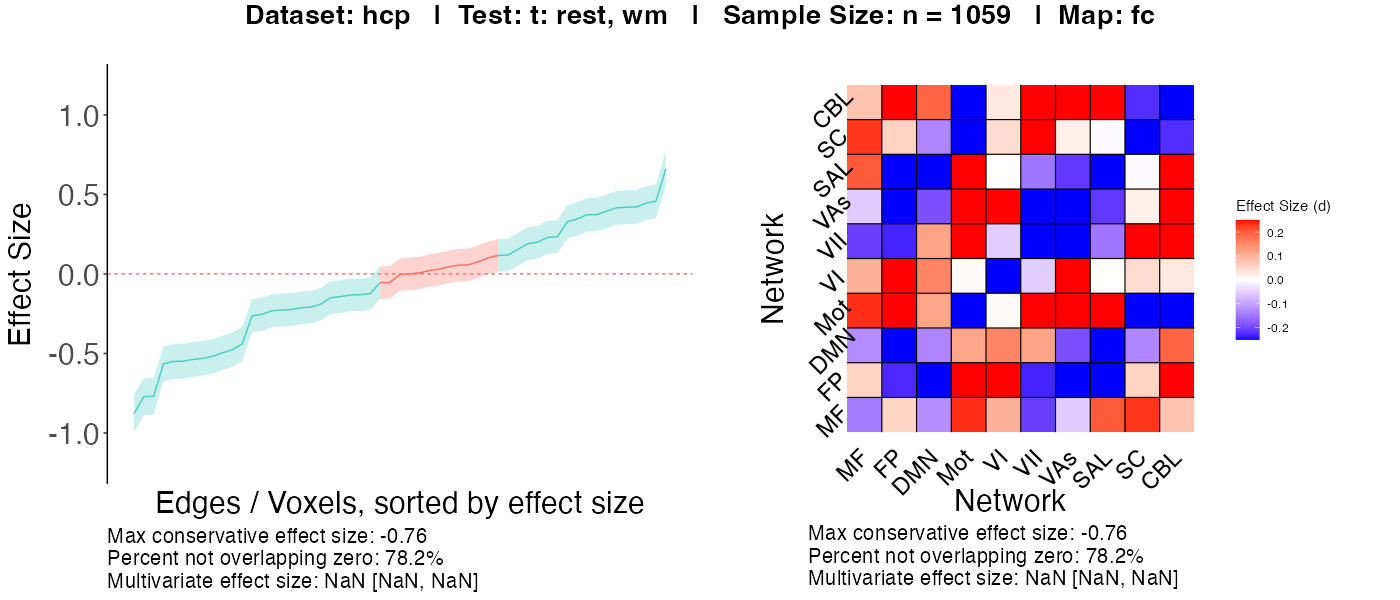 Dataset: hcp | Test: t: rest, wm | Sample Size: n = 1059 | Map: fc
Effect Size
1.0
0.5
0.0
-0.5
-1.0
Edges / Voxels, sorted by effect size
Max conservative effect size: -0.76
Percent not overlapping zero: 78.2%
Multivariate effect size: NaN [NaN, NaN]
Network
CBL
SC
SAL
VAs
VII
VI
Mot
DMN
FP
MF
MF FP DMN Mot VI VII VAs SAL SC CBL
Network
Max conservative effect size: -0.76
Percent not overlapping zero: 78.2%
Multivariate effect size: NaN [NaN, NaN]
Effect Size (d)
0.2
0.1
0.0
-0.1
-0.2